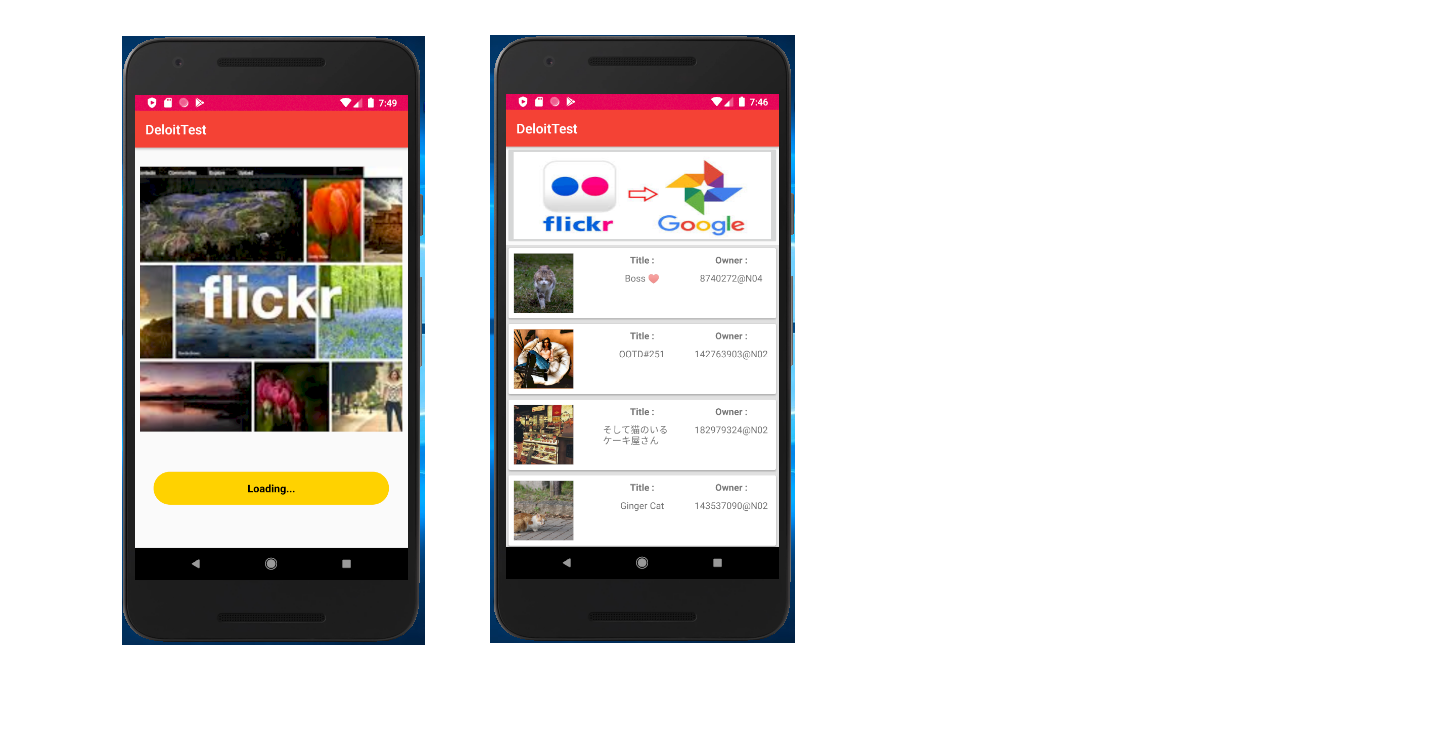 7:49
DeloitTest
Communities Explore Upload
flickr
Loading...
7:46
DeloitTest
flickr
Google
Title : Owner :
Boss ❤ 8740272@N04
Title : Owner :
OOTD#251 142763903@N02
Title : Owner :
そして猫のいる 182979324@N02
ケーキ屋さん
Title : Owner :
Ginger Cat 143537090@N02